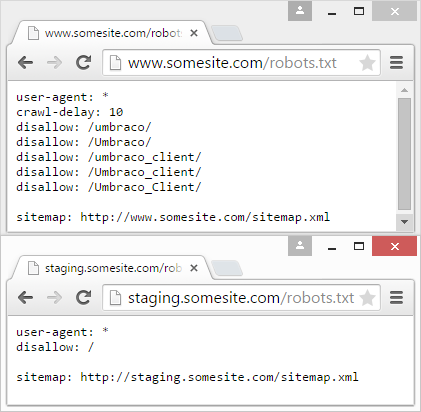 www.somesite.com/robots
www.somesite.com/robots.txt
user-agent: *
crawl-delay: 10
disallow: /umbraco/
disallow: /Umbraco/
disallow: /umbraco_client/
disallow: /Umbraco_client/
disallow: /Umbraco_Client/
sitemap: http://www.somesite.com/sitemap.xml
staging.somesite.com/rob
staging.somesite.com/robots.txt
user-agent: *
disallow: /
sitemap: http://staging.somesite.com/sitemap.xml